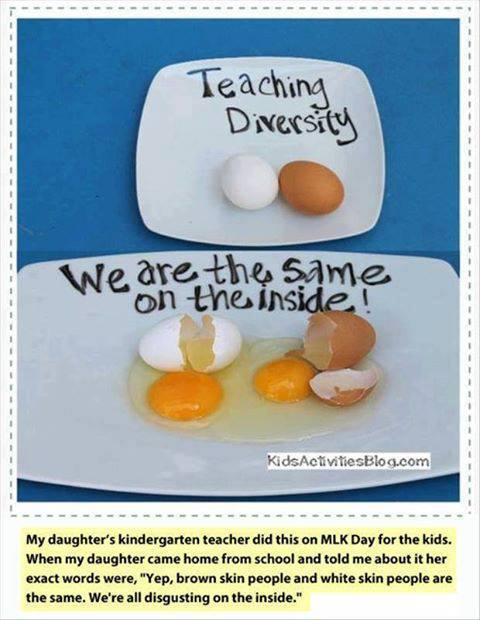 Teaching
Diversity
We are the same
on the inside!
KidsActivitiesBlog.com
My daughter's kindergarten teacher did this on MLK Day for the kids.
When my daughter came home from school and told me about it her
exact words were, "Yep, brown skin people and white skin people are
the same. We're all disgusting on the inside."